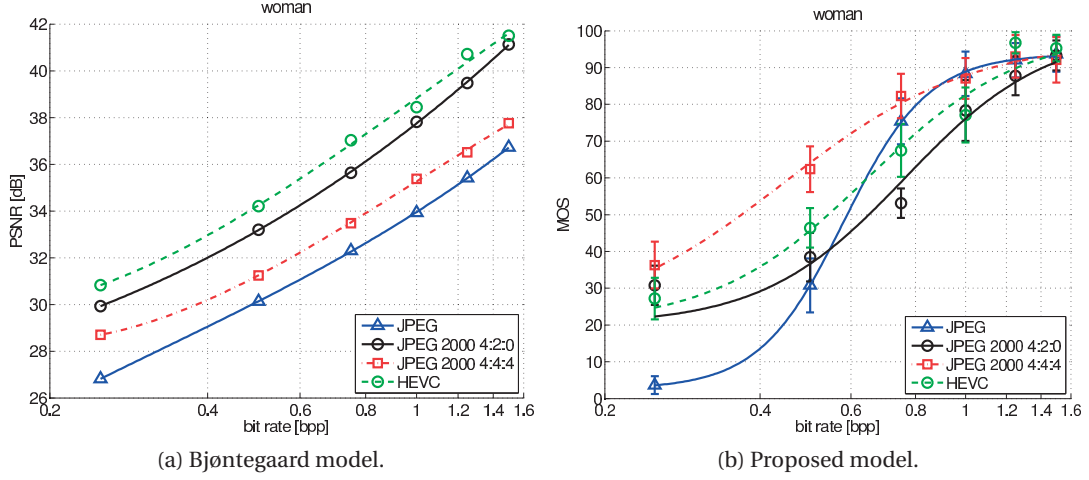 woman
42
40
38
36
34
32
30
28
26
PSNR [dB]
0.2 0.4 0.6 0.8 1.0 1.2 1.4 1.6
bit rate [bpp]
JPEG
JPEG 2000 4:2:0
JPEG 2000 4:4:4
HEVC
(a) Bjøntegaard model.
woman
100
90
80
70
60
50
40
30
20
10
0
MOS
0.2 0.4 0.6 0.8 1.0 1.2 1.4 1.6
bit rate [bpp]
JPEG
JPEG 2000 4:2:0
JPEG 2000 4:4:4
HEVC
(b) Proposed model.